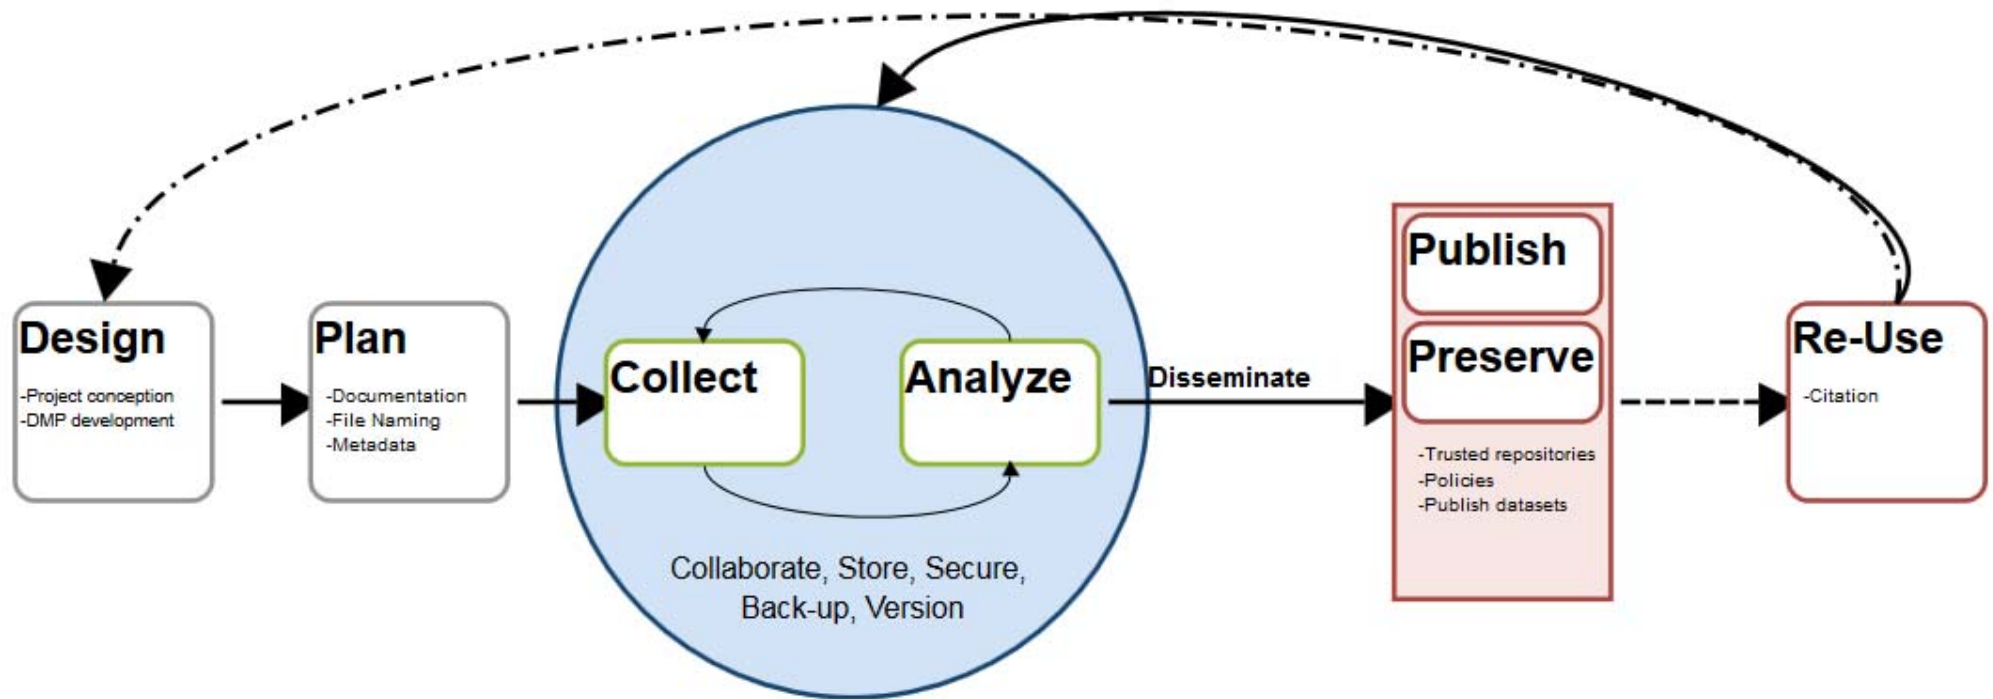 Design
-Project conception
-DMP development
Plan
-Documentation
-File Naming
-Metadata
Collect
Analyze
Collaborate, Store, Secure,
Back-up, Version
Disseminate
Publish
Preserve
-Trusted repositories
-Policies
-Publish datasets
Re-Use
-Citation